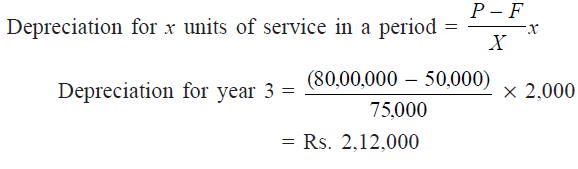 Depreciation for x units of service in a period = P – F / X x
Depreciation for year 3 = (80,00,000 – 50,000) / 75,000 × 2,000
= Rs. 2,12,000